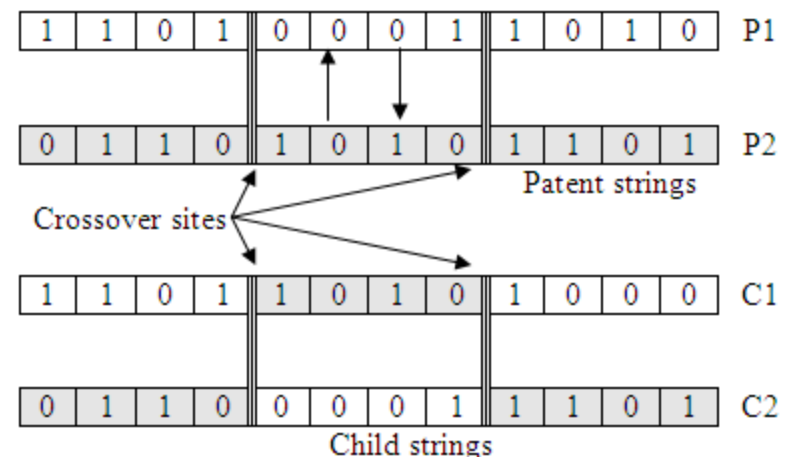 1 1 0 1 0 0 0 1 1 0 1 0 P1
0 1 1 0 1 0 1 0 1 1 0 1 P2
Patent strings
Crossover sites
1 1 0 1 1 0 1 0 1 0 0 0 C1
0 1 1 0 0 0 0 1 1 1 0 1 C2
Child strings